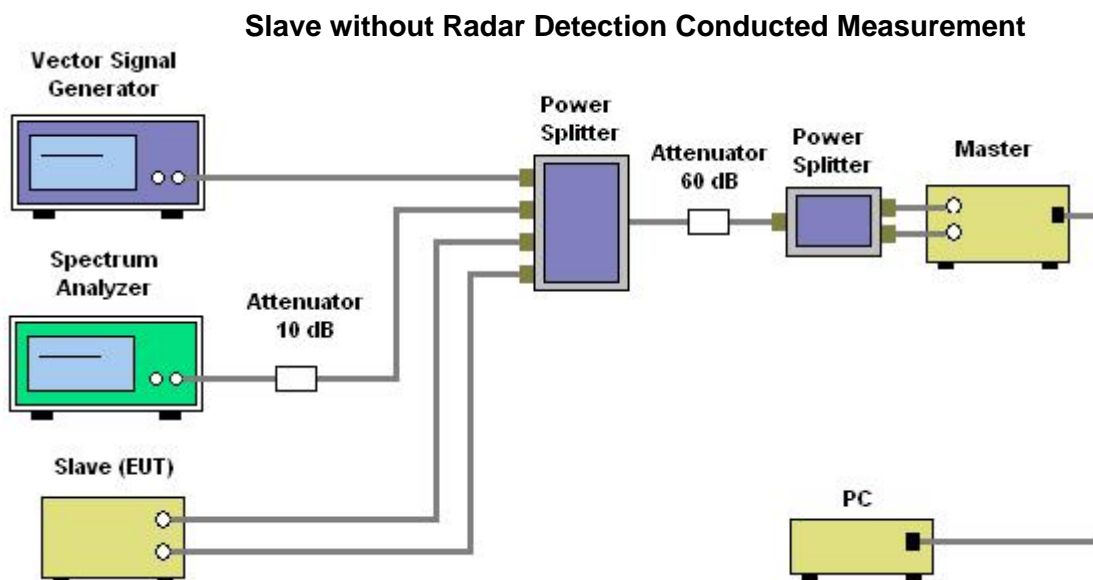 Slave without Radar Detection Conducted Measurement
Vector Signal
Generator
Power
Splitter
Attenuator
60 dB
Power
Splitter
Master
Spectrum
Analyzer
Attenuator
10 dB
Slave (EUT)
PC